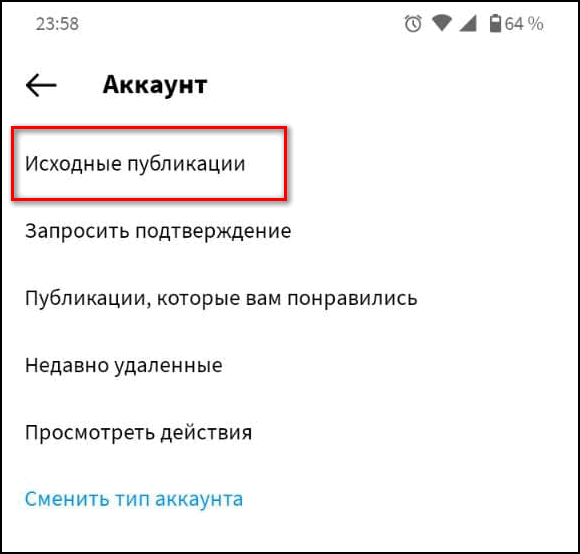 23:58 64 %
Аккаунт
Исходные публикации
Запросить подтверждение
Публикации, которые вам понравились
Недавно удаленные
Просмотреть действия
Сменить тип аккаунта